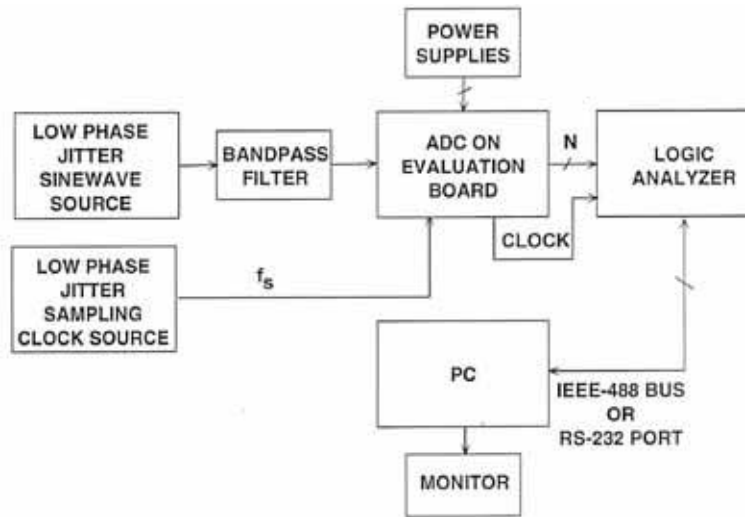 POWER
SUPPLIES
LOW PHASE
JITTER
SINEWAVE
SOURCE
BANDPASS
FILTER
ADC ON
EVALUATION
BOARD
N
LOGIC
ANALYZER
CLOCK
LOW PHASE
JITTER
SAMPLING
CLOCK SOURCE
fs
PC
IEEE-488 BUS
OR
RS-232 PORT
MONITOR